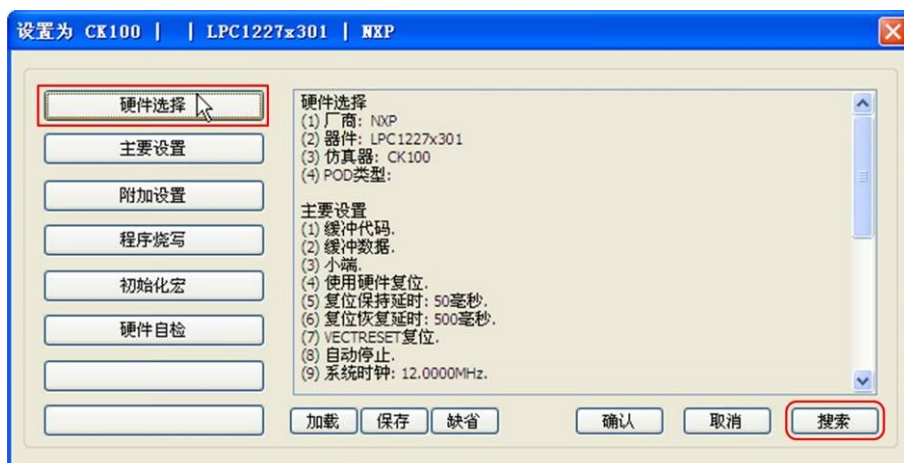 设置为 CK100 |   | LPC1227x301 | NXP
硬件选择
主要设置
附加设置
程序烧写
初始化宏
硬件自检
硬件选择
(1) 厂商: NXP
(2) 器件: LPC1227x301
(3) 仿真器: CK100
(4) POD类型:
主要设置
(1) 缓冲代码.
(2) 缓冲数据.
(3) 小端.
(4) 使用硬件复位.
(5) 复位保持延时: 50毫秒.
(6) 复位恢复延时: 500毫秒.
(7) VECTRESET复位.
(8) 自动停止.
(9) 系统时钟: 12.0000MHz.
加载 保存 缺省 确认 取消 搜索